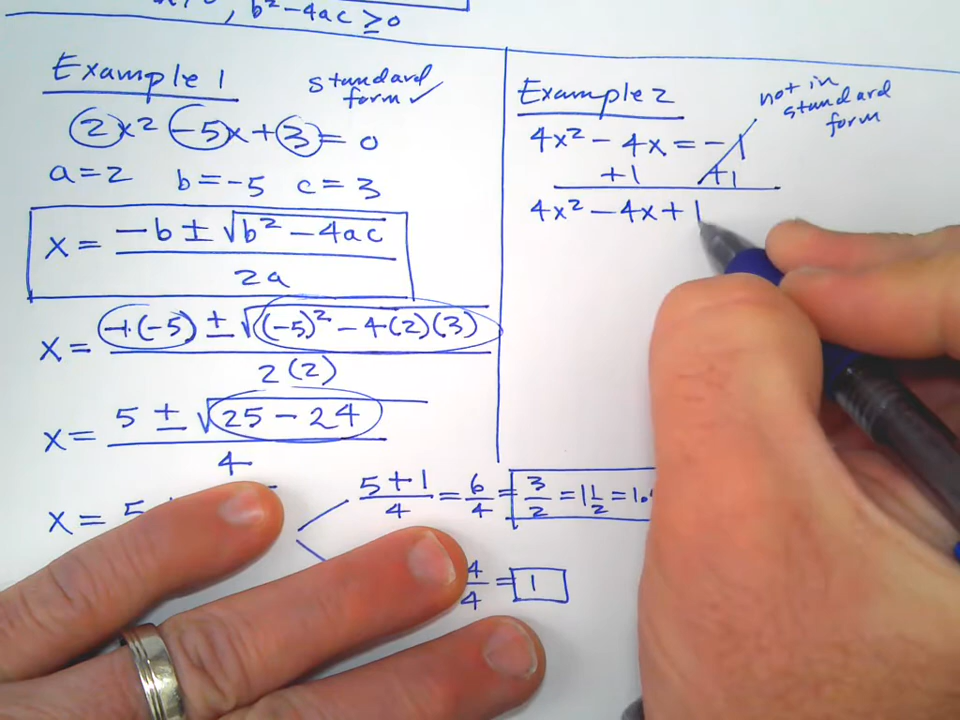 , b² - 4ac ≥ 0
Example 1
standard form ✓
2x² - 5x + 3 = 0
a = 2 b = -5 c = 3
x = (-b ± √(b² - 4ac)) / 2a
x = (-(-5) ± √((-5)² - 4(2)(3))) / 2(2)
x = (5 ± √(25 - 24)) / 4
x = 5
(5 + 1)/4 = 6/4 = 3/2 = 1 1/2 = 1.
4/4 = 1
Example 2
not in
standard
form
4x² - 4x = -1
+1 +1
4x² - 4x + 1